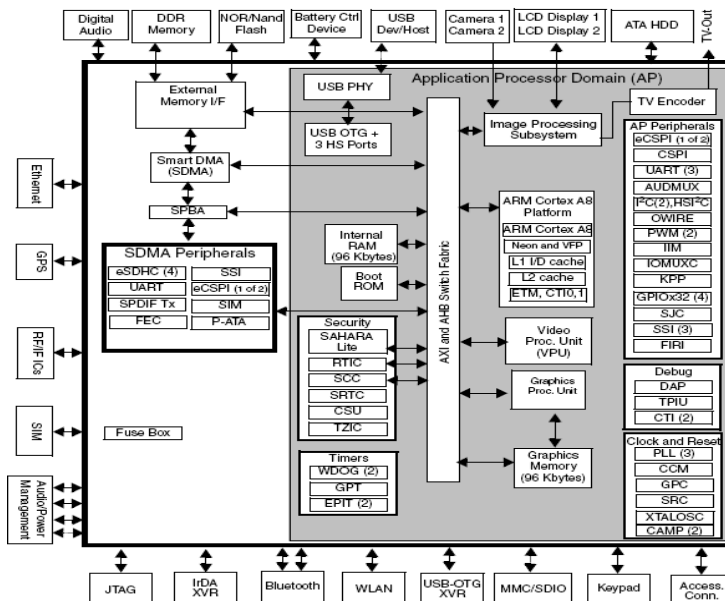 Digital
Audio
DDR
Memory
NOR/Nand
Flash
Battery Ctrl
Device
USB
Dev/Host
Camera 1
Camera 2
LCD Display 1
LCD Display 2
ATA HDD
TV-Out
Application Processor Domain (AP)
External
Memory I/F
USB PHY
USB OTG +
3 HS Ports
Image Processing
Subsystem
TV Encoder
Smart DMA
(SDMA)
SPBA
SDMA Peripherals
eSDHC (4)
SSI
UART
eCSPI (1 of 2)
SPDIF Tx
SIM
FEC
P-ATA
Fuse Box
Internal
RAM
(96 Kbytes)
Boot
ROM
Security
SAHARA
Lite
RTIC
SCC
SRTC
CSU
TZIC
Timers
WDOG (2)
GPT
EPIT (2)
AXI and AHB Switch Fabric
ARM Cortex A8
Platform
ARM Cortex A8
Neon and VFP
L1 I/D cache
L2 cache
ETM, CTI0,1
Video
Proc. Unit
(VPU)
Graphics
Proc. Unit
Graphics
Memory
(96 Kbytes)
AP Peripherals
eCSPI (1 of 2)
CSPI
UART (3)
AUDMUX
I²C(2),HSI²C
OWIRE
PWM (2)
IIM
IOMUXC
KPP
GPIOx32 (4)
SJC
SSI (3)
FIRI
Debug
DAP
TPIU
CTI (2)
Clock and Reset
PLL (3)
CCM
GPC
SRC
XTALOSC
CAMP (2)
Ethernet
GPS
RF/IF ICs
SIM
Audio/Power
Management
JTAG
IrDA
XVR
Bluetooth
WLAN
USB-OTG
XVR
MMC/SDIO
Keypad
Access.
Conn.